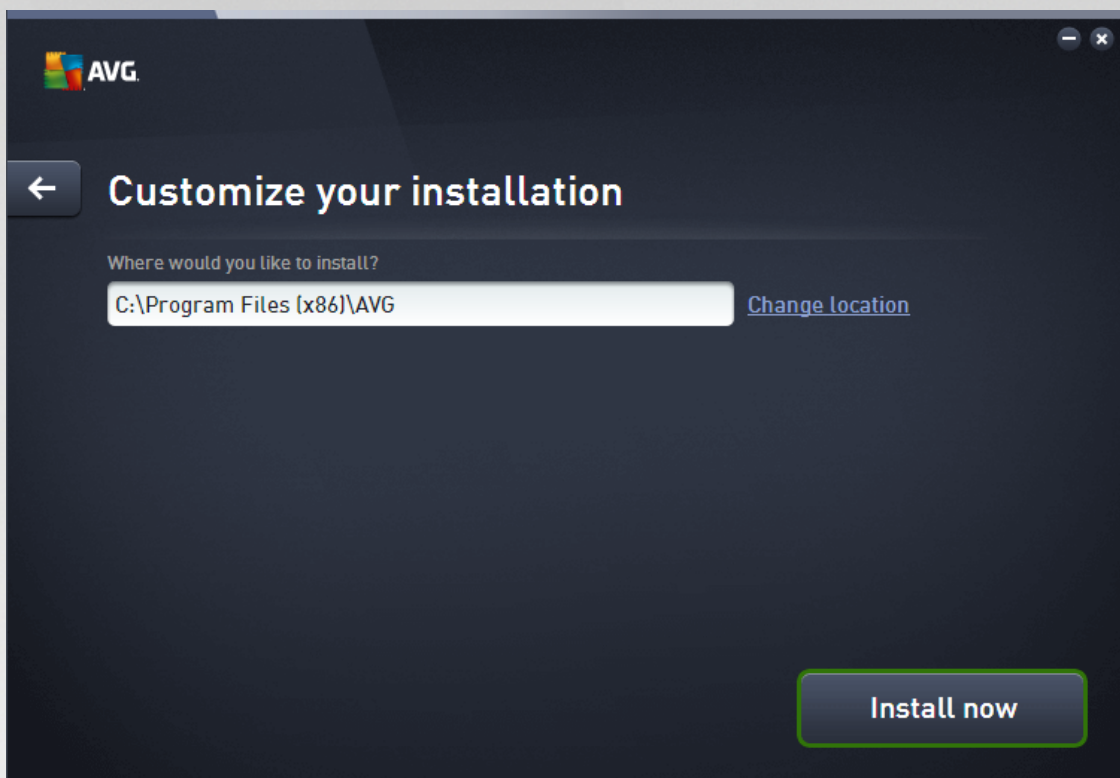 AVG.
Customize your installation
Where would you like to install?
C:\Program Files (x86)\AVG
Change location
Install now